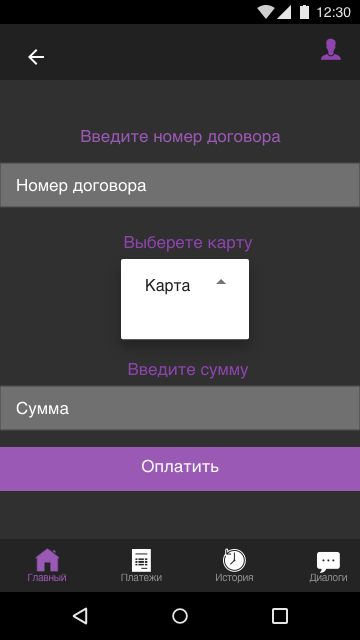 12:30
Введите номер договора
Номер договора
Выберете карту
Карта
Введите сумму
Сумма
Оплатить
Главный
Платежи
История
Диалоги